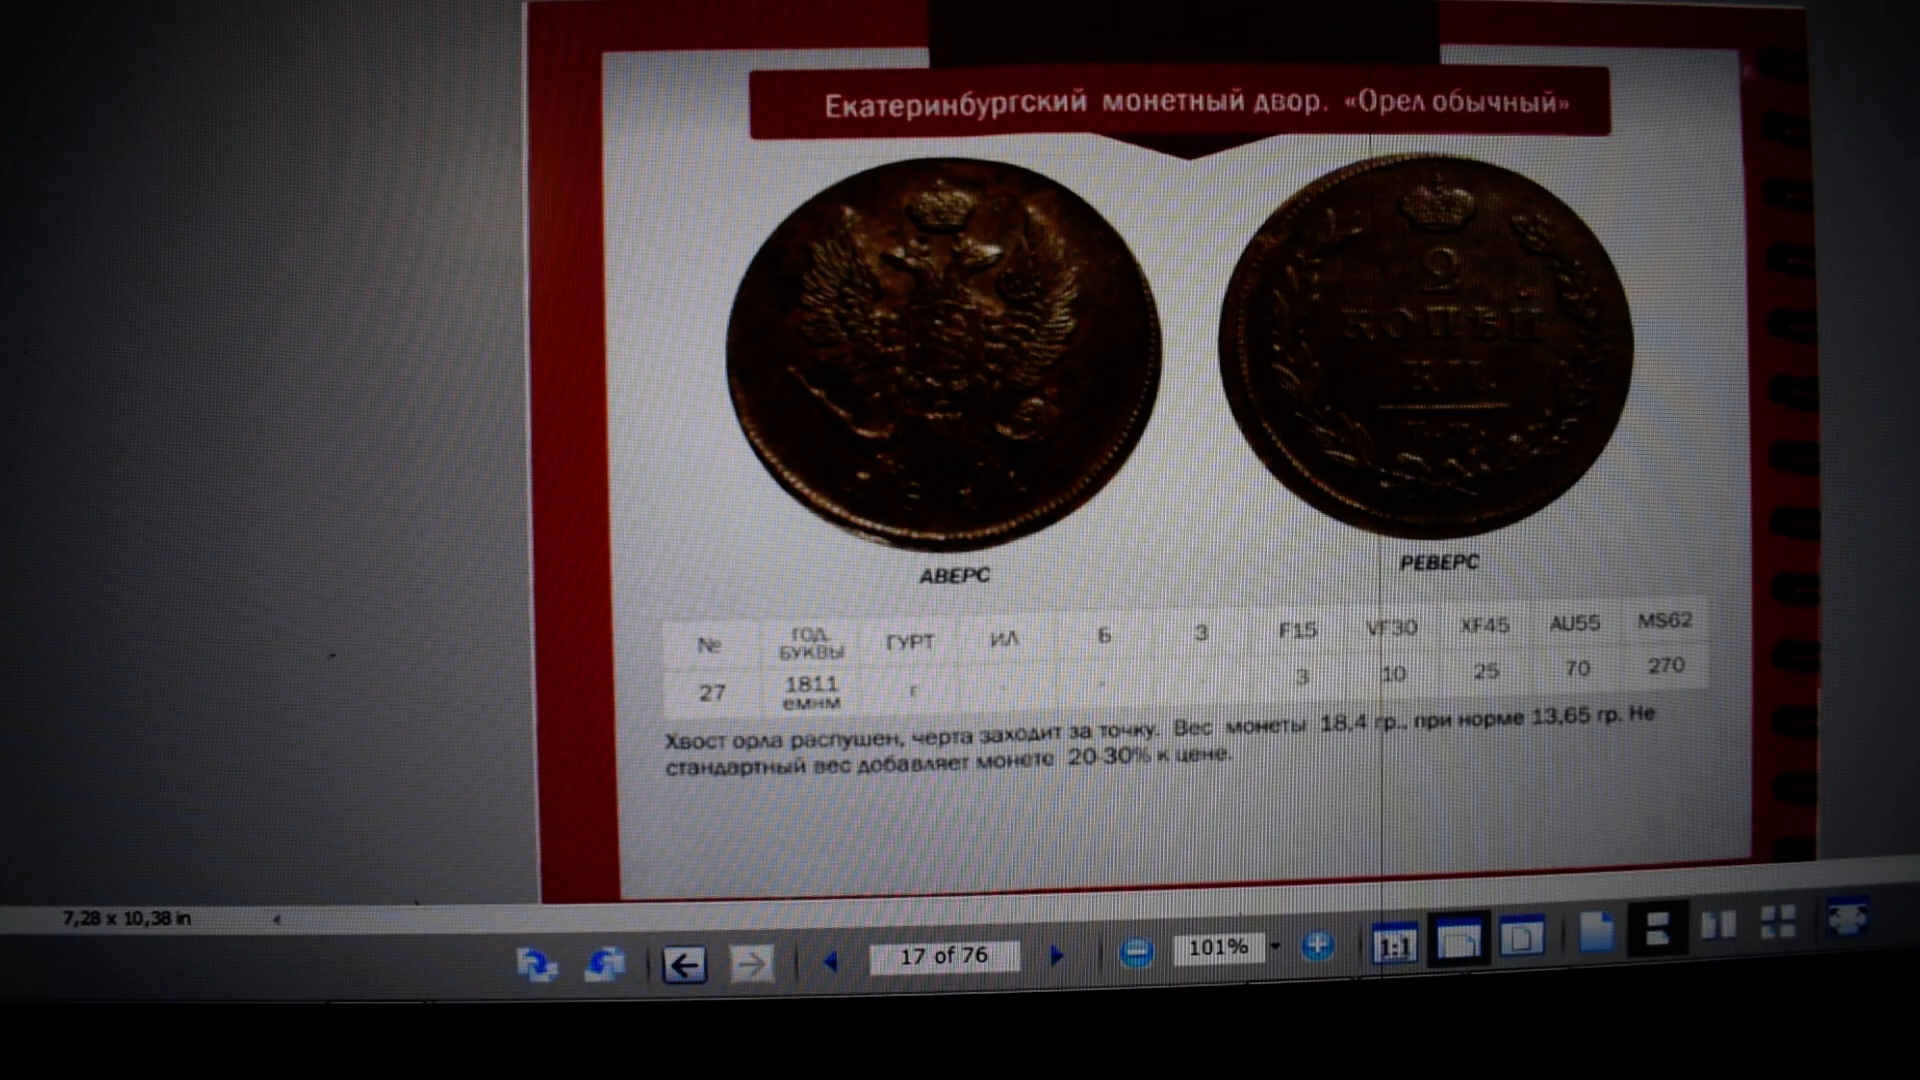 Екатеринбургский монетный двор. «Орел обычный»
2
КОПѢЙ
КИ.
АВЕРС
РЕВЕРС
№ ГОД. БУКВЫ ГУРТ ИЛ Б З F15 VF30 XF45 AU55 MS62
27 1811 емнм г - - - 3 10 25 70 270
Хвост орла распушен, черта заходит за точку. Вес монеты 18,4 гр., при норме 13,65 гр. Не
стандартный вес добавляет монете 20-30% к цене.
7,28 x 10,38 in
17 of 76
101%
1:1